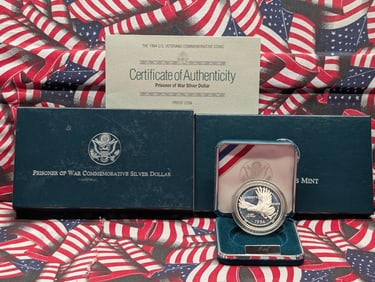 THE 1994 U.S. VETERANS COMMEMORATIVE COINS
Certificate of Authenticity
Prisoner of War Silver Dollar
PROOF COIN
PRISONER OF WAR COMMEMORATIVE SILVER DOLLAR
MINT
1994